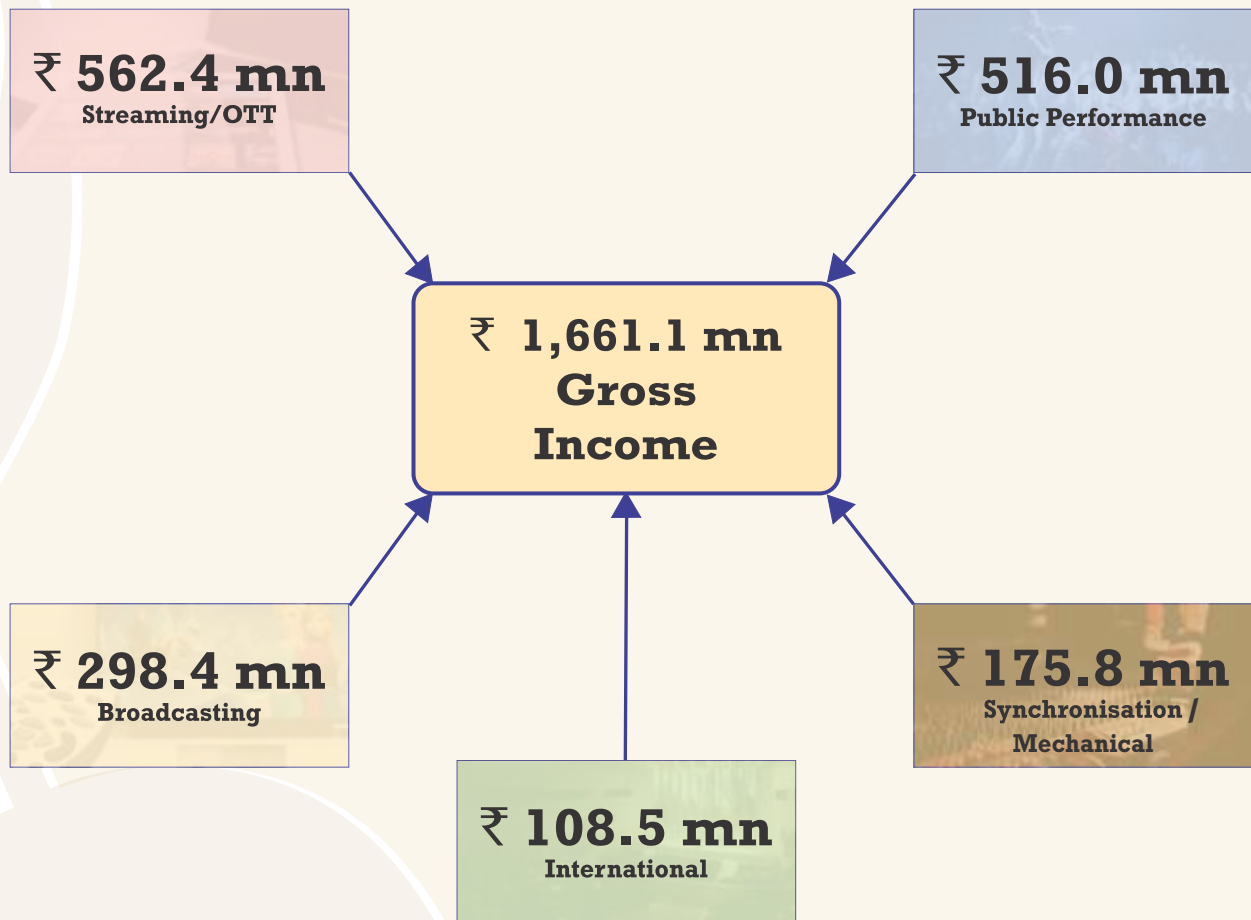 ₹ 562.4 mn
Streaming/OTT
₹ 516.0 mn
Public Performance
₹ 1,661.1 mn
Gross
Income
₹ 298.4 mn
Broadcasting
₹ 175.8 mn
Synchronisation /
Mechanical
₹ 108.5 mn
International